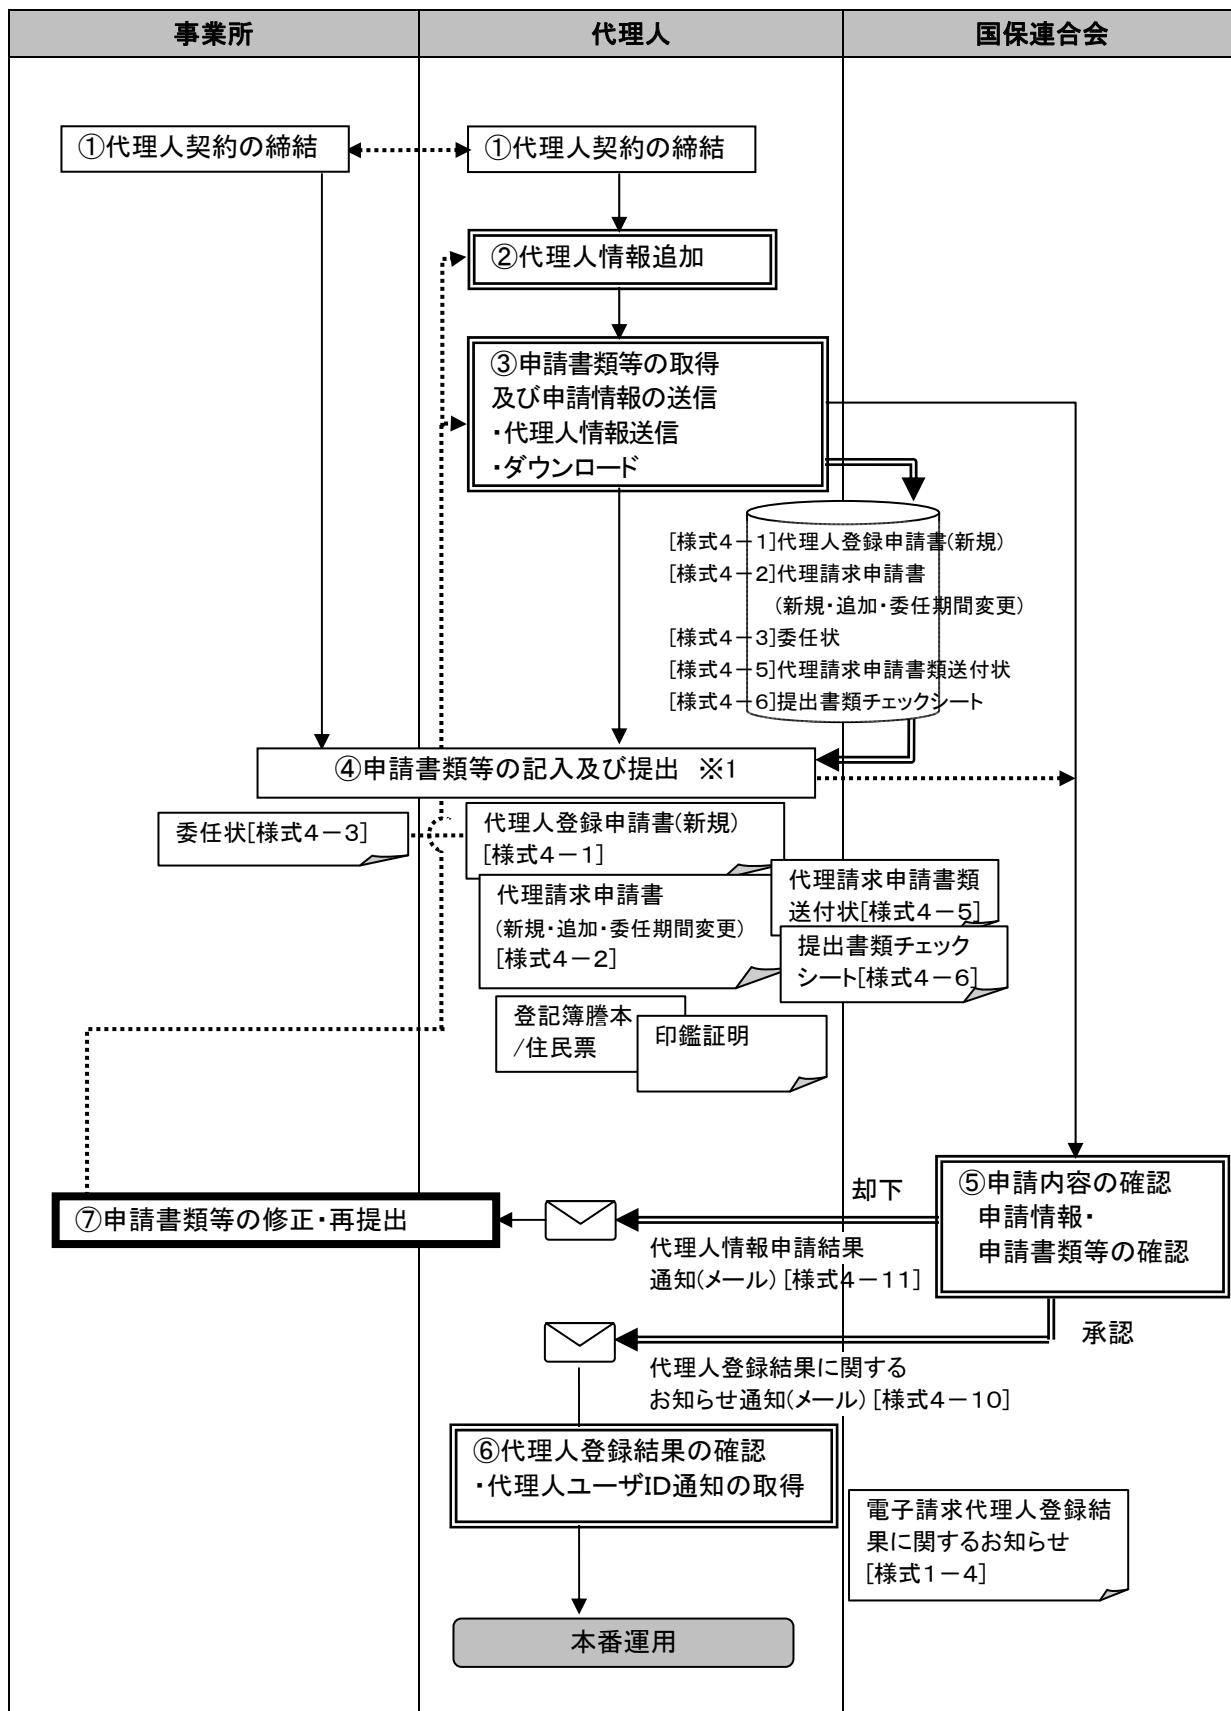 事業所
代理人
国保連合会
①代理人契約の締結
①代理人契約の締結
②代理人情報追加
③申請書類等の取得
及び申請情報の送信
・代理人情報送信
・ダウンロード
[様式4－1]代理人登録申請書(新規)
[様式4－2]代理請求申請書
(新規・追加・委任期間変更)
[様式4－3]委任状
[様式4－5]代理請求申請書類送付状
[様式4－6]提出書類チェックシート
④申請書類等の記入及び提出 ※1
委任状[様式4－3]
代理人登録申請書(新規)
[様式4－1]
代理請求申請書
(新規・追加・委任期間変更)
[様式4－2]
代理請求申請書類
送付状[様式4－5]
提出書類チェック
シート[様式4－6]
登記簿謄本
/住民票
印鑑証明
⑤申請内容の確認
申請情報・
申請書類等の確認
却下
⑦申請書類等の修正・再提出
代理人情報申請結果
通知(メール) [様式4－11]
承認
代理人登録結果に関する
お知らせ通知(メール) [様式4－10]
⑥代理人登録結果の確認
・代理人ユーザID通知の取得
電子請求代理人登録結
果に関するお知らせ
[様式1－4]
本番運用